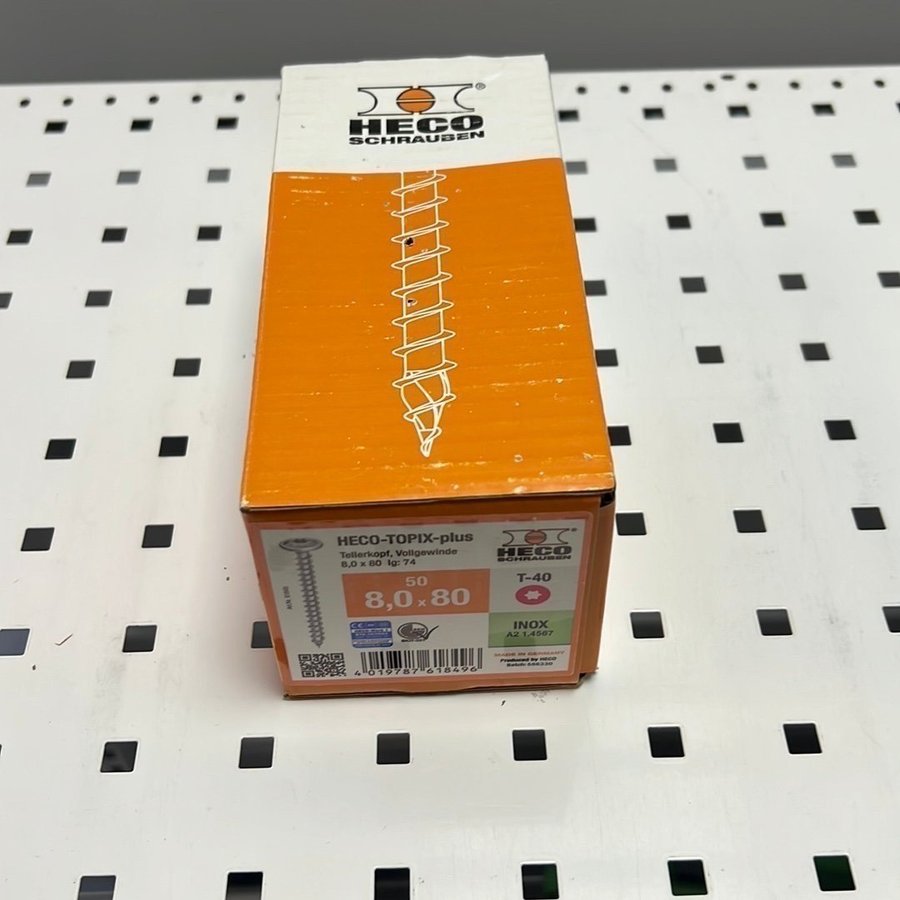 HECO®
SCHRAUBEN
HECO-TOPIX-plus
Tellerkopf, Vollgewinde
8,0 x 80 lg: 74
50
8,0 x 80
HECO®
SCHRAUBEN
T-40
INOX
A2 1.4567
MADE IN GERMANY
Produced by HECO
4 019787 618496